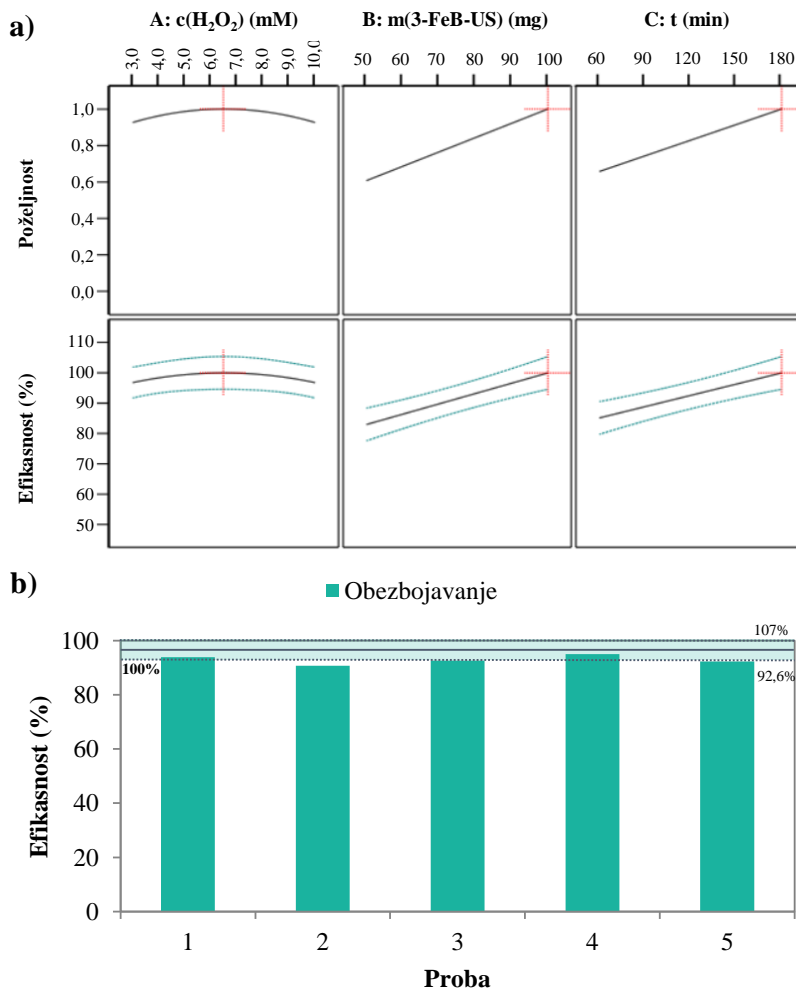 a)
A: c(H₂O₂) (mM)
B: m(3-FeB-US) (mg)
C: t (min)
3,0 4,0 5,0 6,0 7,0 8,0 9,0 10,0
50 60 70 80 90 100
60 90 120 150 180
Poželjnost
1,0
0,8
0,6
0,4
0,2
0,0
Efikasnost (%)
110
100
90
80
70
60
50
b)
Obezbojavanje
Efikasnost (%)
100
80
60
40
20
0
107%
100%
92,6%
1 2 3 4 5
Proba